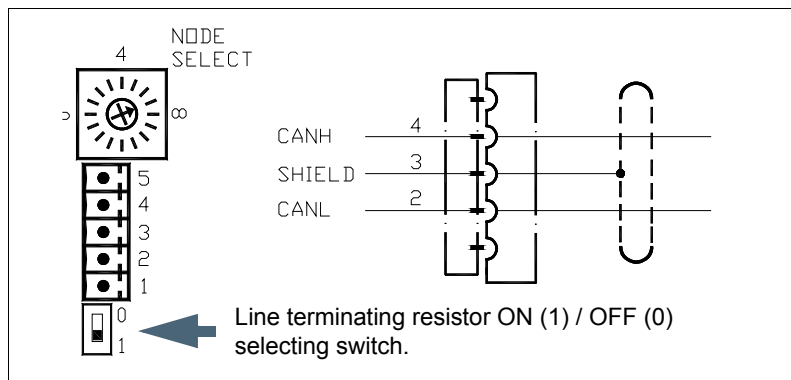 NODE
SELECT
4
8
CANH 4
SHIELD 3
CANL 2
5
4
3
2
1
0
1
Line terminating resistor ON (1) / OFF (0)
selecting switch.